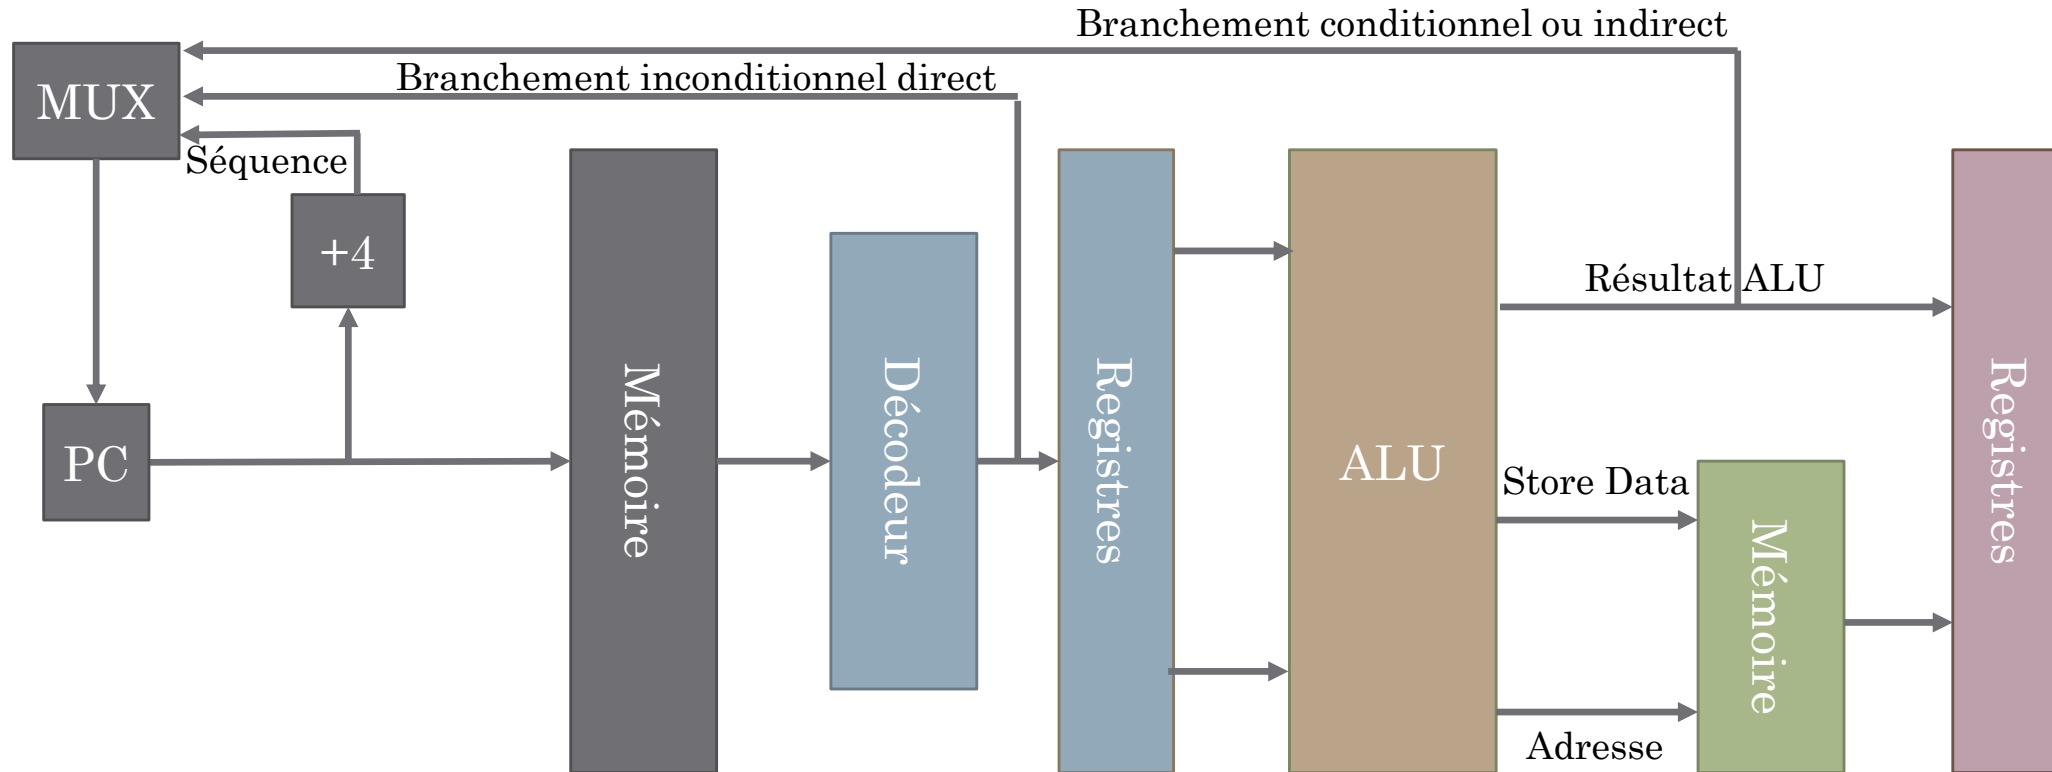 Branchement conditionnel ou indirect
MUX
Branchement inconditionnel direct
Séquence
+4
Résultat ALU
PC
Mémoire
Décodeur
Registres
ALU
Store Data
Mémoire
Adresse
Registres